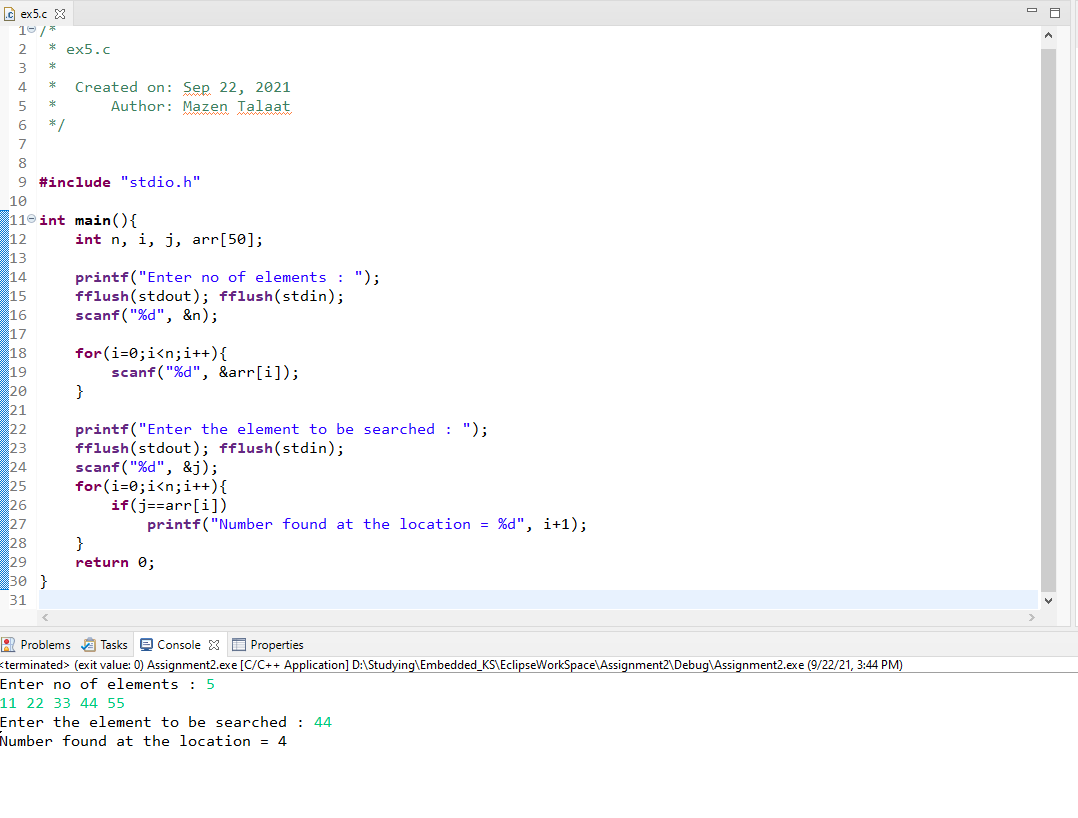 ex5.c
1 /*
2  * ex5.c
3  *
4  *  Created on: Sep 22, 2021
5  *      Author: Mazen Talaat
6  */
7
8
9 #include "stdio.h"
10
11 int main(){
12     int n, i, j, arr[50];
13
14     printf("Enter no of elements : ");
15     fflush(stdout); fflush(stdin);
16     scanf("%d", &n);
17
18     for(i=0;i<n;i++){
19         scanf("%d", &arr[i]);
20     }
21
22     printf("Enter the element to be searched : ");
23     fflush(stdout); fflush(stdin);
24     scanf("%d", &j);
25     for(i=0;i<n;i++){
26         if(j==arr[i])
27             printf("Number found at the location = %d", i+1);
28     }
29     return 0;
30 }
31
Problems Tasks Console Properties
<terminated> (exit value: 0) Assignment2.exe [C/C++ Application] D:\Studying\Embedded_KS\EclipseWorkSpace\Assignment2\Debug\Assignment2.exe (9/22/21, 3:44 PM)
Enter no of elements : 5
11 22 33 44 55
Enter the element to be searched : 44
Number found at the location = 4